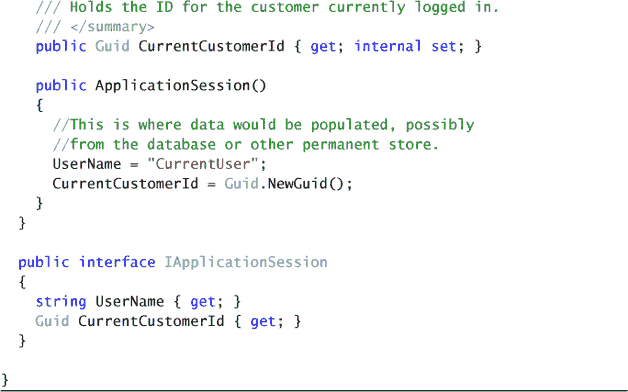 /// Holds the ID for the customer currently logged in.
/// </summary>
public Guid CurrentCustomerId { get; internal set; }
public ApplicationSession()
{
//This is where data would be populated, possibly
//from the database or other permanent store.
UserName = "CurrentUser";
CurrentCustomerId = Guid.NewGuid();
}
}
public interface IApplicationSession
{
string UserName { get; }
Guid CurrentCustomerId { get; }
}
}